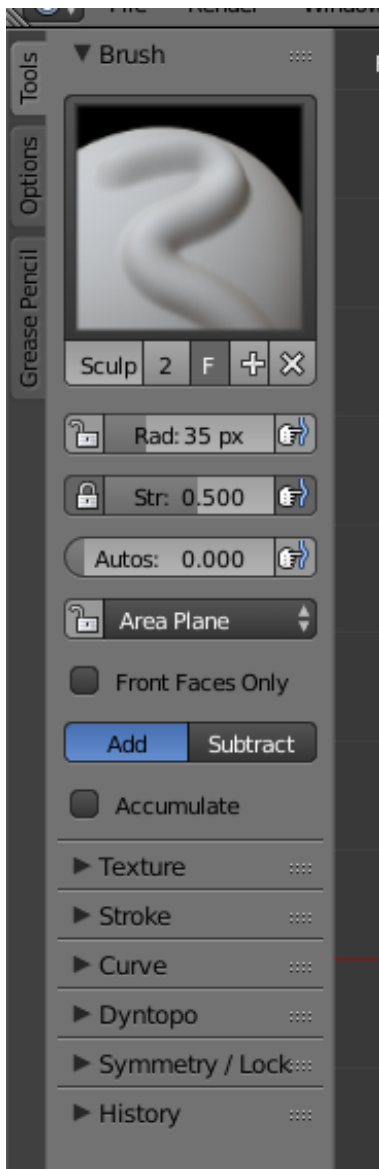 File Render Window
Tools
Options
Grease Pencil
Brush
Sculp 2 F
Rad: 35 px
Str: 0.500
Autos: 0.000
Area Plane
Front Faces Only
Add Subtract
Accumulate
Texture
Stroke
Curve
Dyntopo
Symmetry / Lock
History